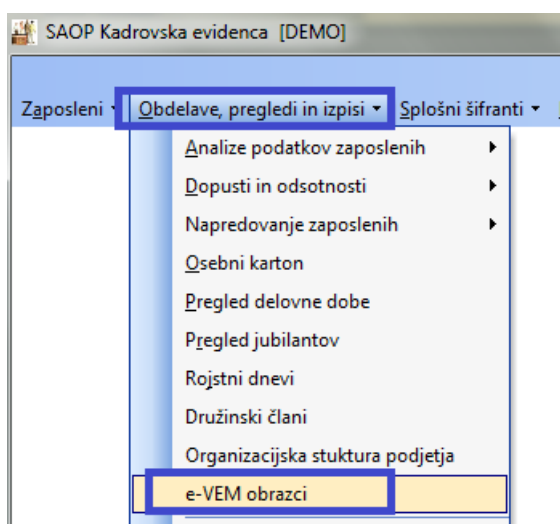 SAOP Kadrovska evidenca [DEMO]
Zaposleni Obdelave, pregledi in izpisi Splošni šifranti
Analize podatkov zaposlenih
Dopusti in odsotnosti
Napredovanje zaposlenih
Osebni karton
Pregled delovne dobe
Pregled jubilantov
Rojstni dnevi
Družinski člani
Organizacijska stuktura podjetja
e-VEM obrazci